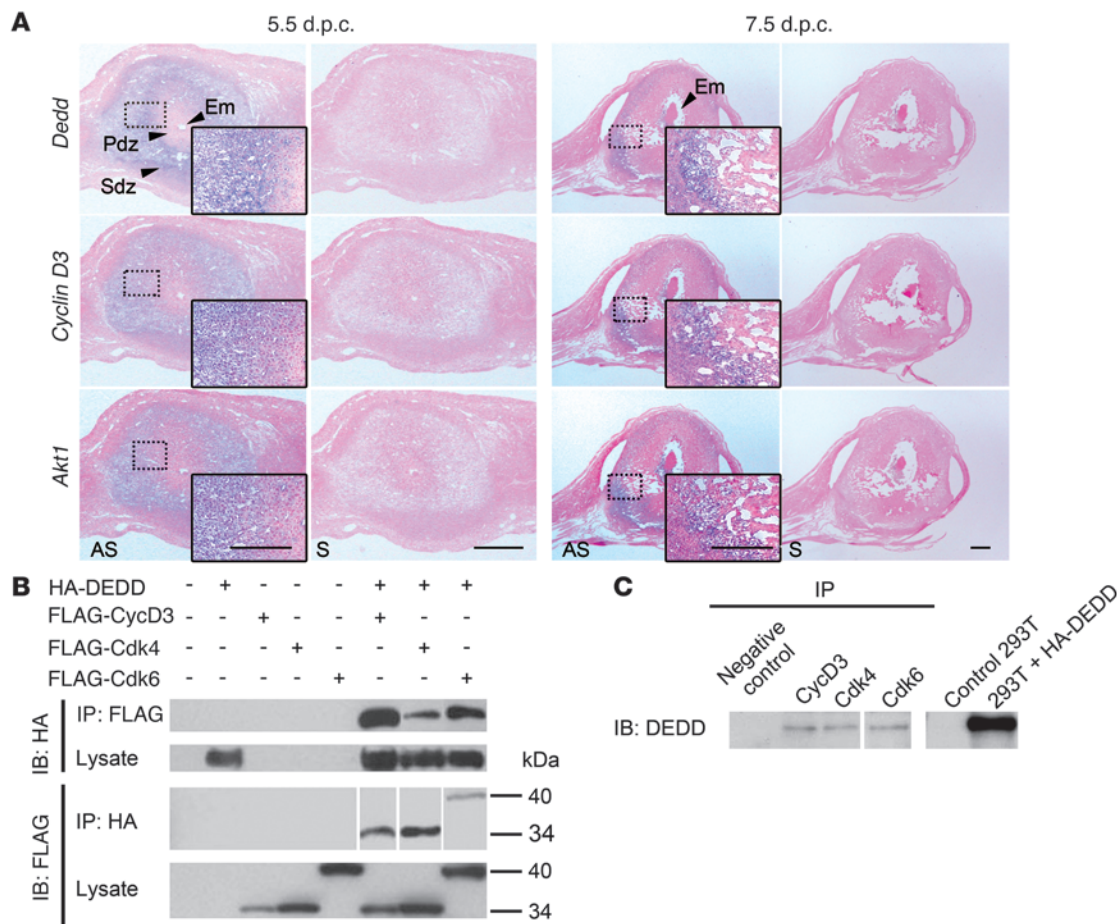 A
5.5 d.p.c.
7.5 d.p.c.
Dedd
Em
Pdz
Sdz
Em
Cyclin D3
Akt1
AS
S
AS
S
B
HA-DEDD - + - - - + + +
FLAG-CycD3 - - + - - + - -
FLAG-Cdk4 - - - + - - + -
FLAG-Cdk6 - - - - + - - +
IB: HA
IP: FLAG
Lysate
kDa
IB: FLAG
IP: HA
40
34
Lysate
40
34
C
IP
Negative control
CycD3
Cdk4
Cdk6
Control 293T
293T + HA-DEDD
IB: DEDD